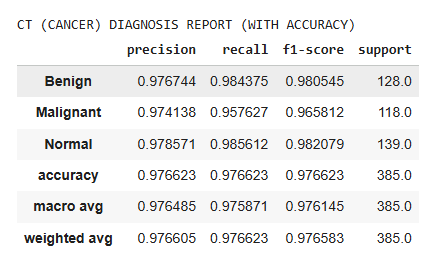 CT (CANCER) DIAGNOSIS REPORT (WITH ACCURACY)
precision recall f1-score support
Benign 0.976744 0.984375 0.980545 128.0
Malignant 0.974138 0.957627 0.965812 118.0
Normal 0.978571 0.985612 0.982079 139.0
accuracy 0.976623 0.976623 0.976623 385.0
macro avg 0.976485 0.975871 0.976145 385.0
weighted avg 0.976605 0.976623 0.976583 385.0